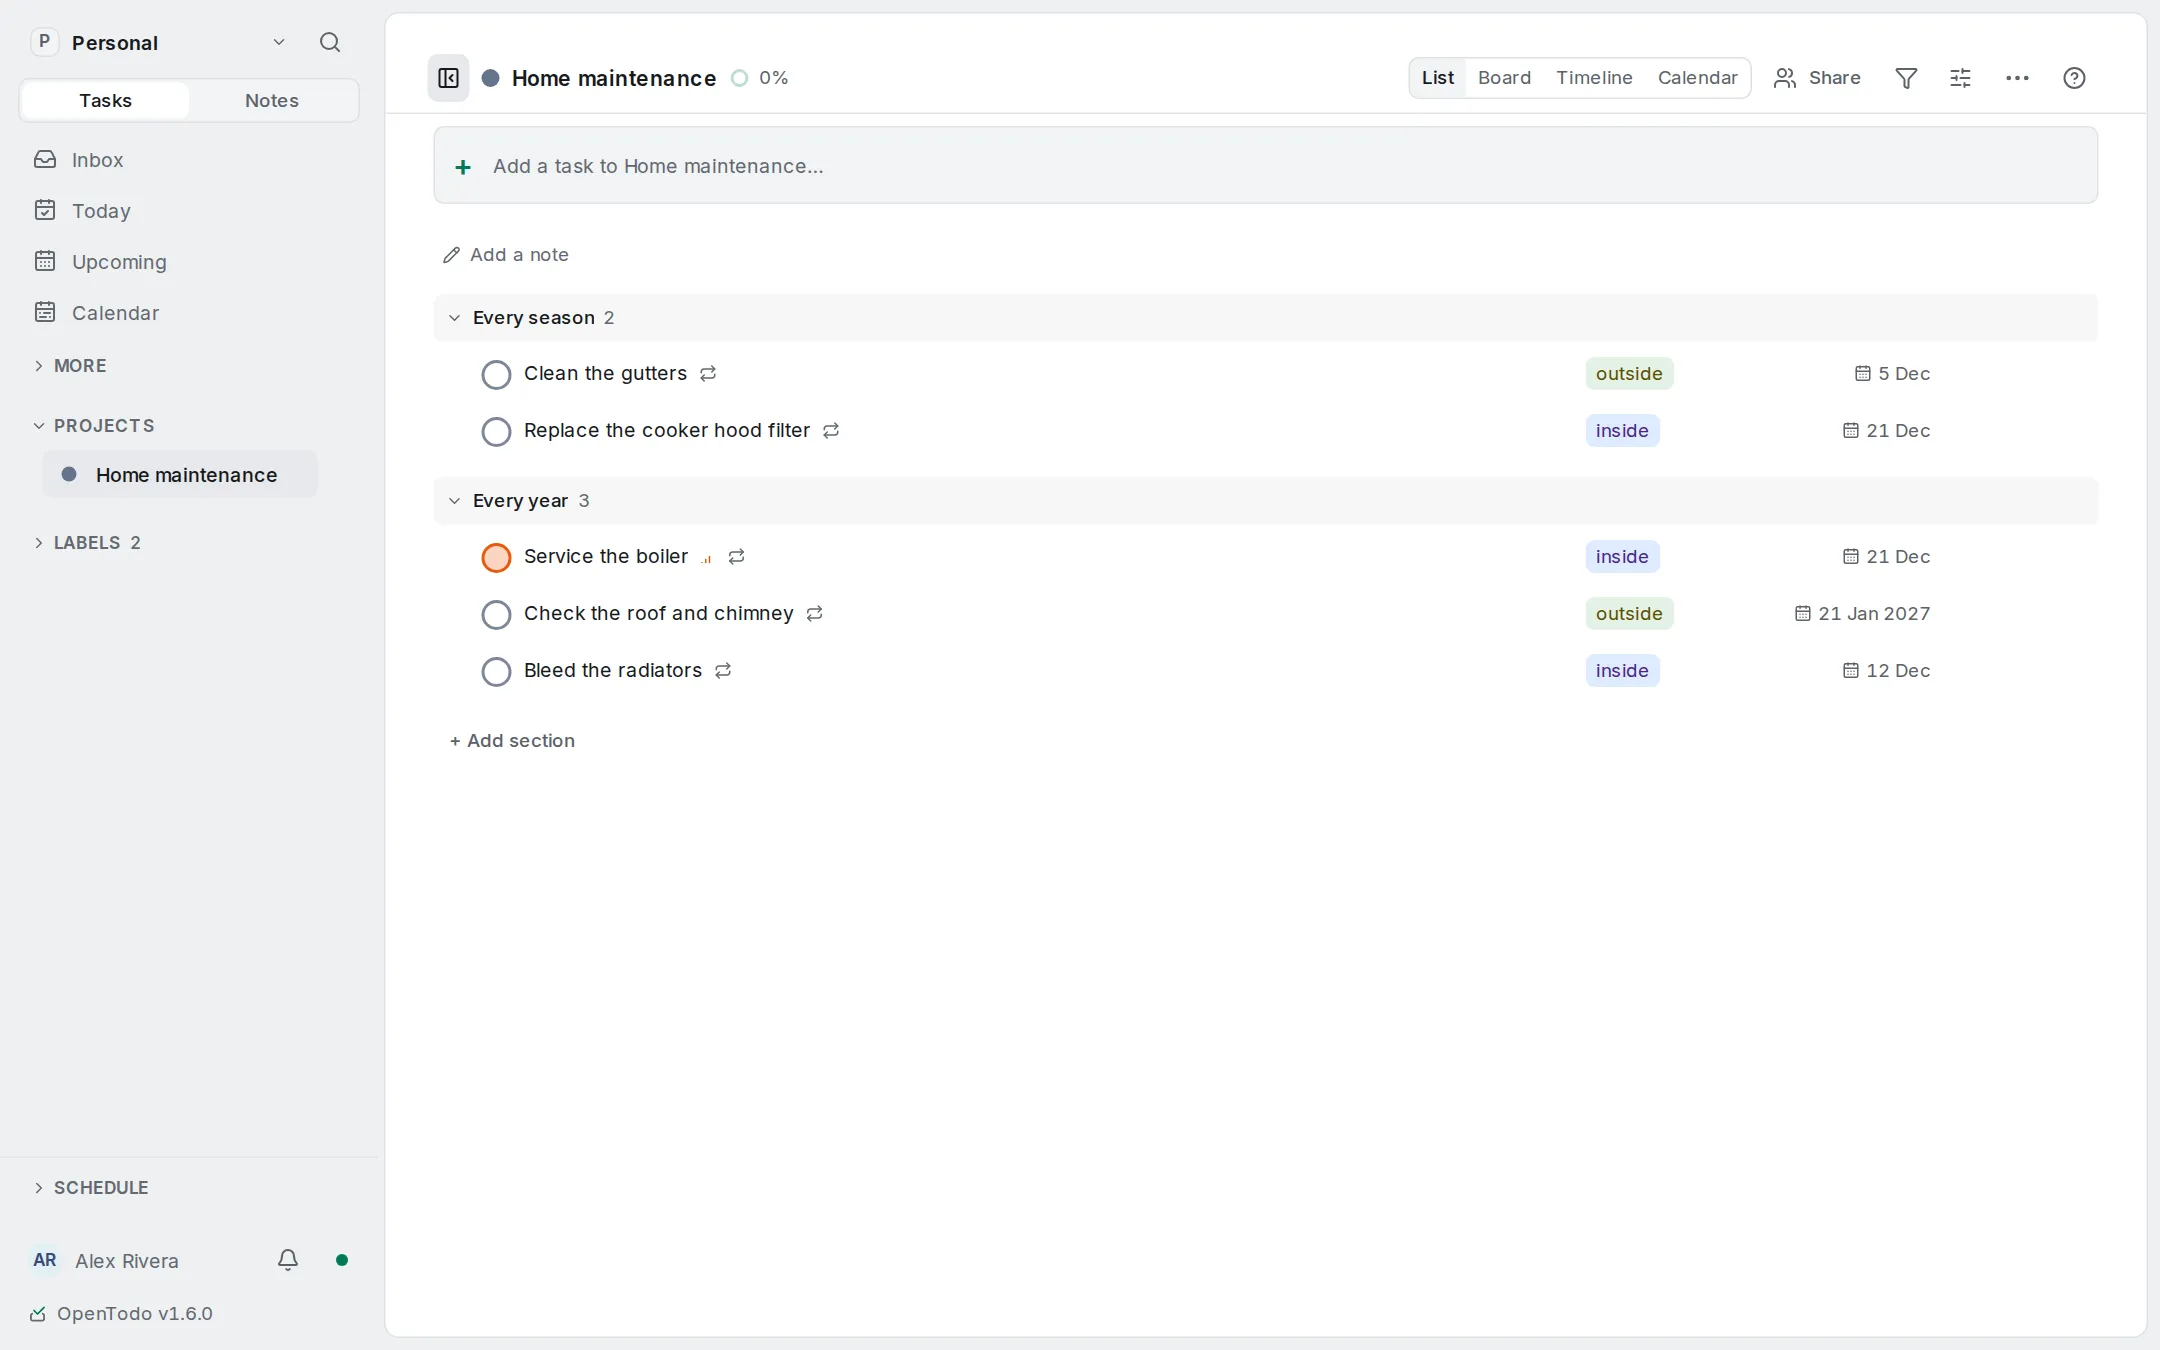 P Personal
Tasks Notes
Inbox
Today
Upcoming
Calendar
MORE
PROJECTS
Home maintenance
LABELS 2
SCHEDULE
AR Alex Rivera
OpenTodo v1.6.0
Home maintenance 0%
List Board Timeline Calendar Share
+ Add a task to Home maintenance...
Add a note
Every season 2
Clean the gutters outside 5 Dec
Replace the cooker hood filter inside 21 Dec
Every year 3
Service the boiler inside 21 Dec
Check the roof and chimney outside 21 Jan 2027
Bleed the radiators inside 12 Dec
+ Add section